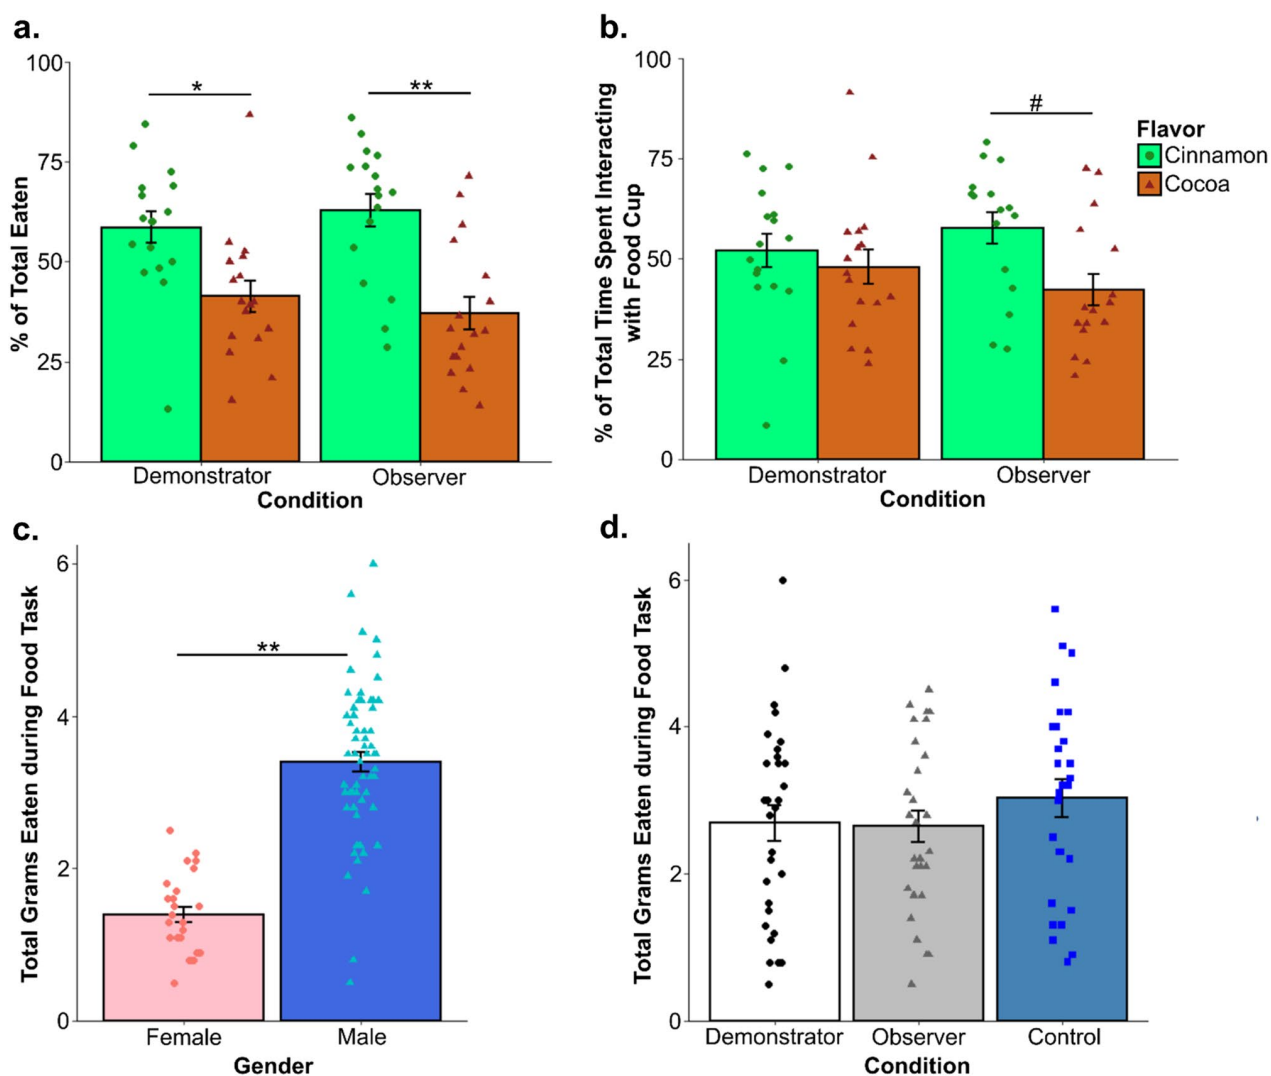 a.
% of Total Eaten
100
75
50
25
0
*
**
Demonstrator
Observer
Condition
b.
% of Total Time Spent Interacting
with Food Cup
100
75
50
25
0
#
Demonstrator
Observer
Condition
Flavor
Cinnamon
Cocoa
c.
Total Grams Eaten during Food Task
6
4
2
0
**
Female
Male
Gender
d.
Total Grams Eaten during Food Task
6
4
2
0
Demonstrator
Observer
Control
Condition